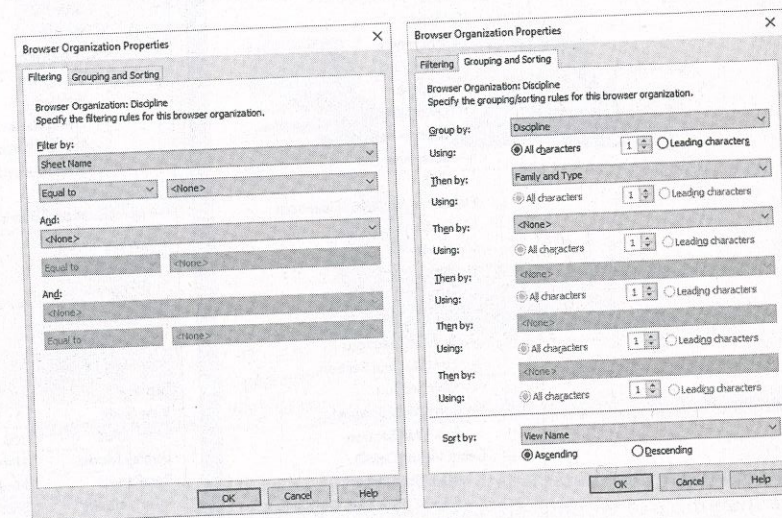 Browser Organization Properties
Filtering Grouping and Sorting
Browser Organization: Discipline
Specify the filtering rules for this browser organization.
Filter by:
Sheet Name
Equal to <None>
And:
<None>
Equal to <None>
And:
<None>
Equal to <None>
OK Cancel Help
Browser Organization Properties
Filtering Grouping and Sorting
Browser Organization: Discipline
Specify the grouping/sorting rules for this browser organization.
Group by: Discipline
Using: All characters 1 Leading characters
Then by: Family and Type
Using: All characters 1 Leading characters
Then by: <None>
Using: All characters 1 Leading characters
Then by: <None>
Using: All characters 1 Leading characters
Then by: <None>
Using: All characters 1 Leading characters
Then by: <None>
Using: All characters 1 Leading characters
Sort by: View Name
Ascending Descending
OK Cancel Help